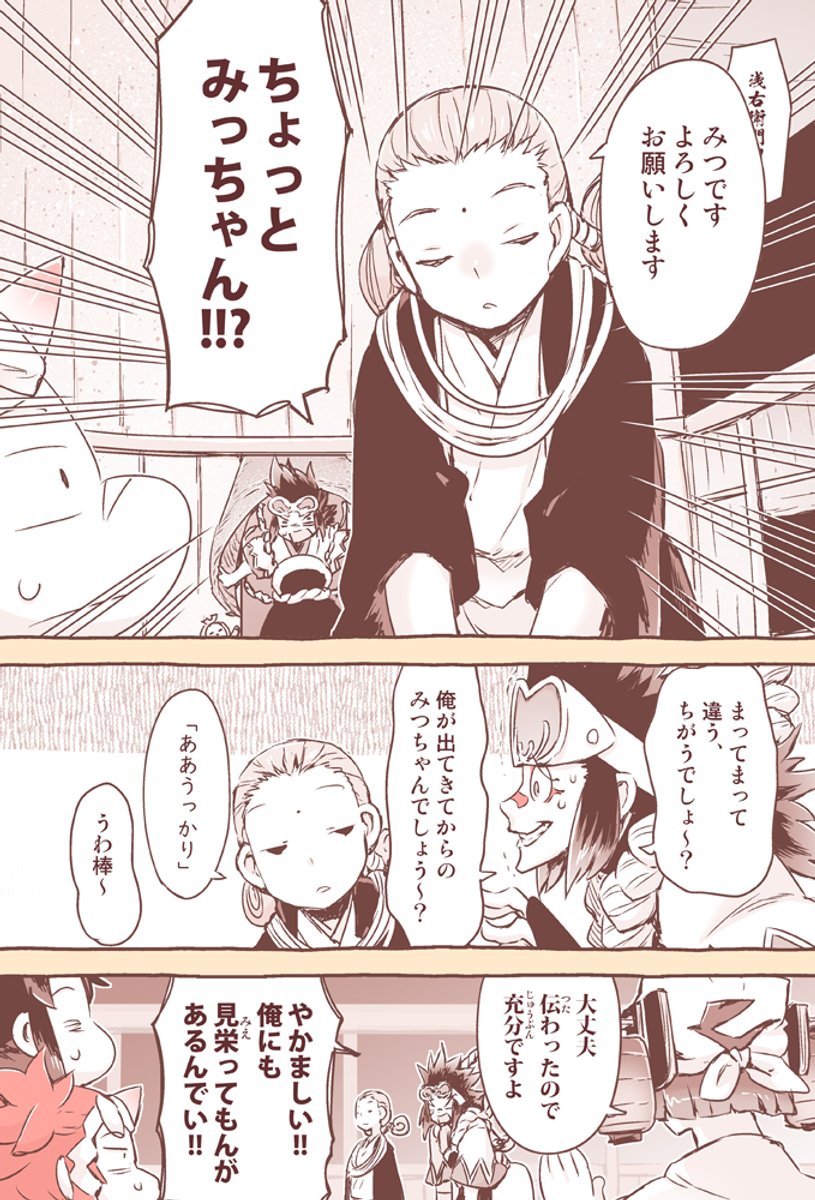 浅右衛門
みつです
よろしく
お願いします
ちょっと
みっちゃん!!?
まってまって
違う、
ちがうでしょ～?
俺が出てきてからの
みつちゃんでしょう～?
「ああうっかり」
うわ棒～
大丈夫
伝わったので
充分ですよ
やかましい!!
俺にも
見栄ってもんが
あるんでい!!